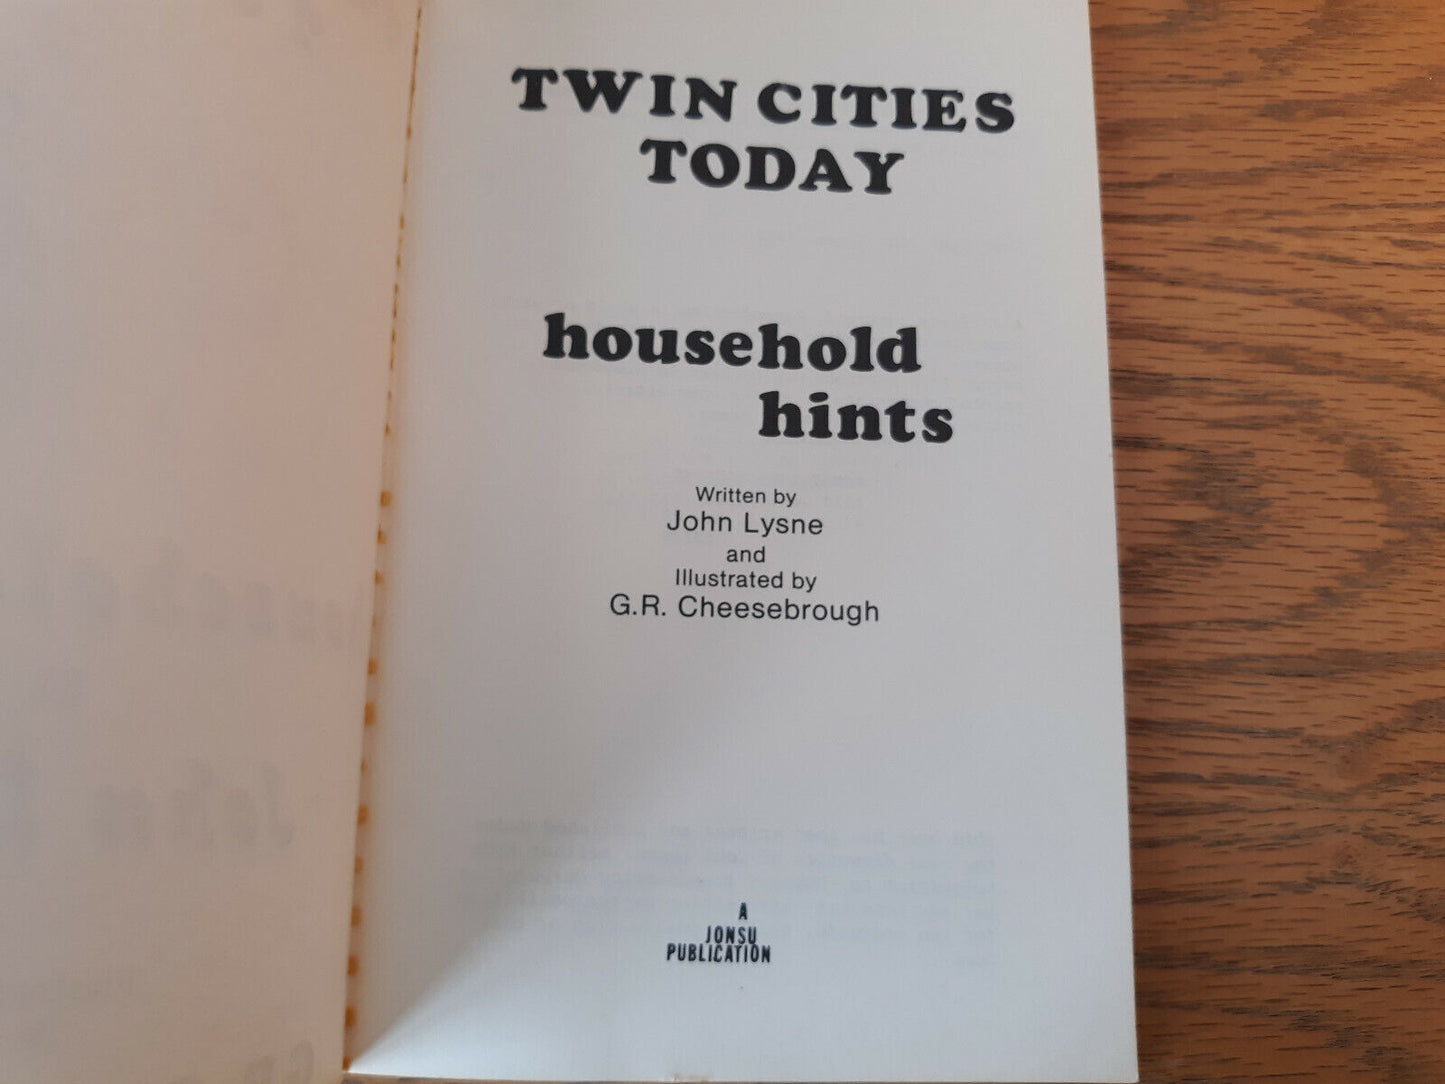 TWIN CITIES
TODAY
household
hints
Written by
John Lysne
and
Illustrated by
G.R. Cheesebrough
A
JONSU
PUBLICATION